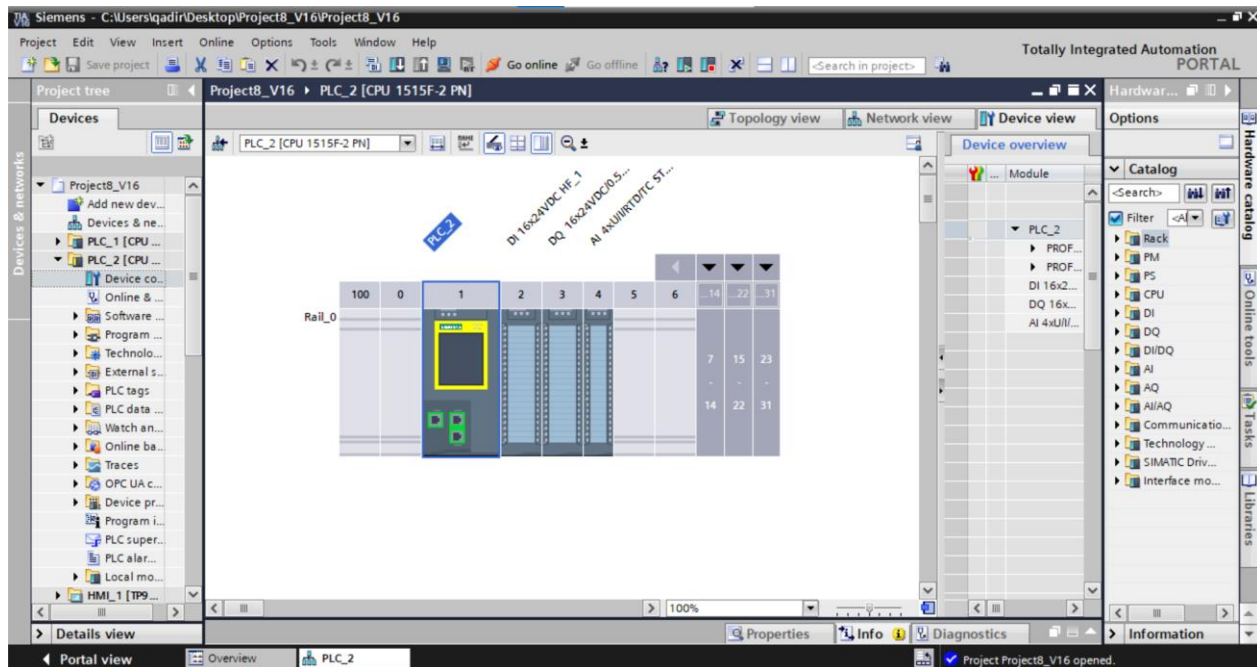 Siemens - C:\Users\qadir\Desktop\Project8_V16\Project8_V16
Project Edit View Insert Online Options Tools Window Help
Totally Integrated Automation
PORTAL
Save project Go online Go offline <Search in project>
Project tree
Project8_V16 PLC_2 [CPU 1515F-2 PN]
Hardwar...
Devices
Topology view Network view Device view
Options
PLC_2 [CPU 1515F-2 PN]
Device overview
Devices & networks
Project8_V16
Add new dev...
Devices & ne...
PLC_1 [CPU ...
PLC_2 [CPU ...
Device co...
Online & ...
Software ...
Program ...
Technolo...
External s...
PLC tags
PLC data ...
Watch an...
Online ba...
Traces
OPC UA c...
Device pr...
Program i...
PLC super...
PLC alar...
Local mo...
HMI_1 [TP9...
Details view
PLC_2
DI 16x24VDC HF_1
DQ 16x24VDC/0.5...
AI 4xU/I/RTD/TC ST...
100 0 1 2 3 4 5 6 ...14 ...22 ...31
Rail_0
SIEMENS
7 15 23
- - -
14 22 31
100%
... Module
PLC_2
PROF...
PROF...
DI 16x2...
DQ 16x...
AI 4xU/I/...
Catalog
<Search>
Filter <Al
Rack
PM
PS
CPU
DI
DQ
DI/DQ
AI
AQ
AI/AQ
Communicatio...
Technology ...
SIMATIC Driv...
Interface mo...
Information
Hardware catalog
Online tools
Tasks
Libraries
Properties Info Diagnostics
Portal view Overview PLC_2
Project Project8_V16 opened.